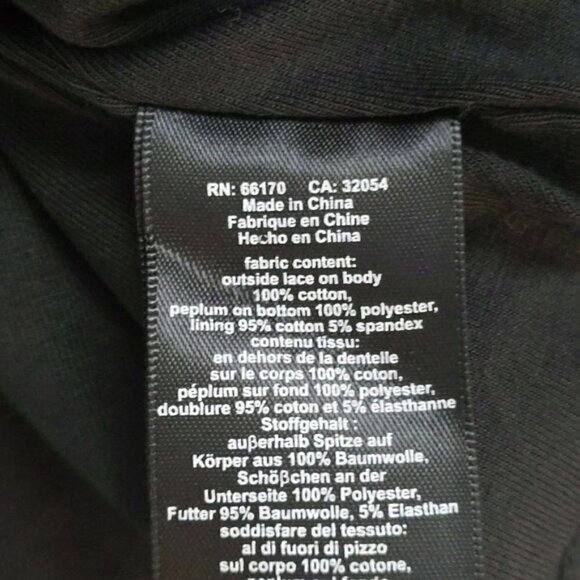 RN: 66170 CA: 32054
Made in China
Fabrique en Chine
Hecho en China
fabric content:
outside lace on body
100% cotton,
peplum on bottom 100% polyester,
lining 95% cotton 5% spandex
contenu tissu:
en dehors de la dentelle
sur le corps 100% coton,
péplum sur fond 100% polyester,
doublure 95% coton et 5% élasthanne
Stoffgehalt :
außerhalb Spitze auf
Körper aus 100% Baumwolle,
Schößchen an der
Unterseite 100% Polyester,
Futter 95% Baumwolle, 5% Elasthan
soddisfare del tessuto:
al di fuori di pizzo
sul corpo 100% cotone,